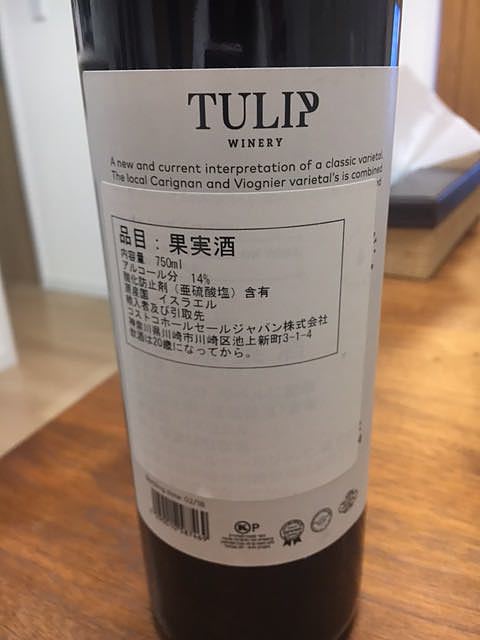 TULIP
WINERY
A new and current interpretation of a classic varietal.
The local Carignan and Viognier varietal's is combined
品目：果実酒
内容量 750ml
アルコール分 14%
酸化防止剤（亜硫酸塩）含有
原産国 イスラエル
輸入者及び引取先
コストコホールセールジャパン株式会社
神奈川県川崎市川崎区池上新町3-1-4
飲酒は20歳になってから。
Bottling time: 02/18
K P